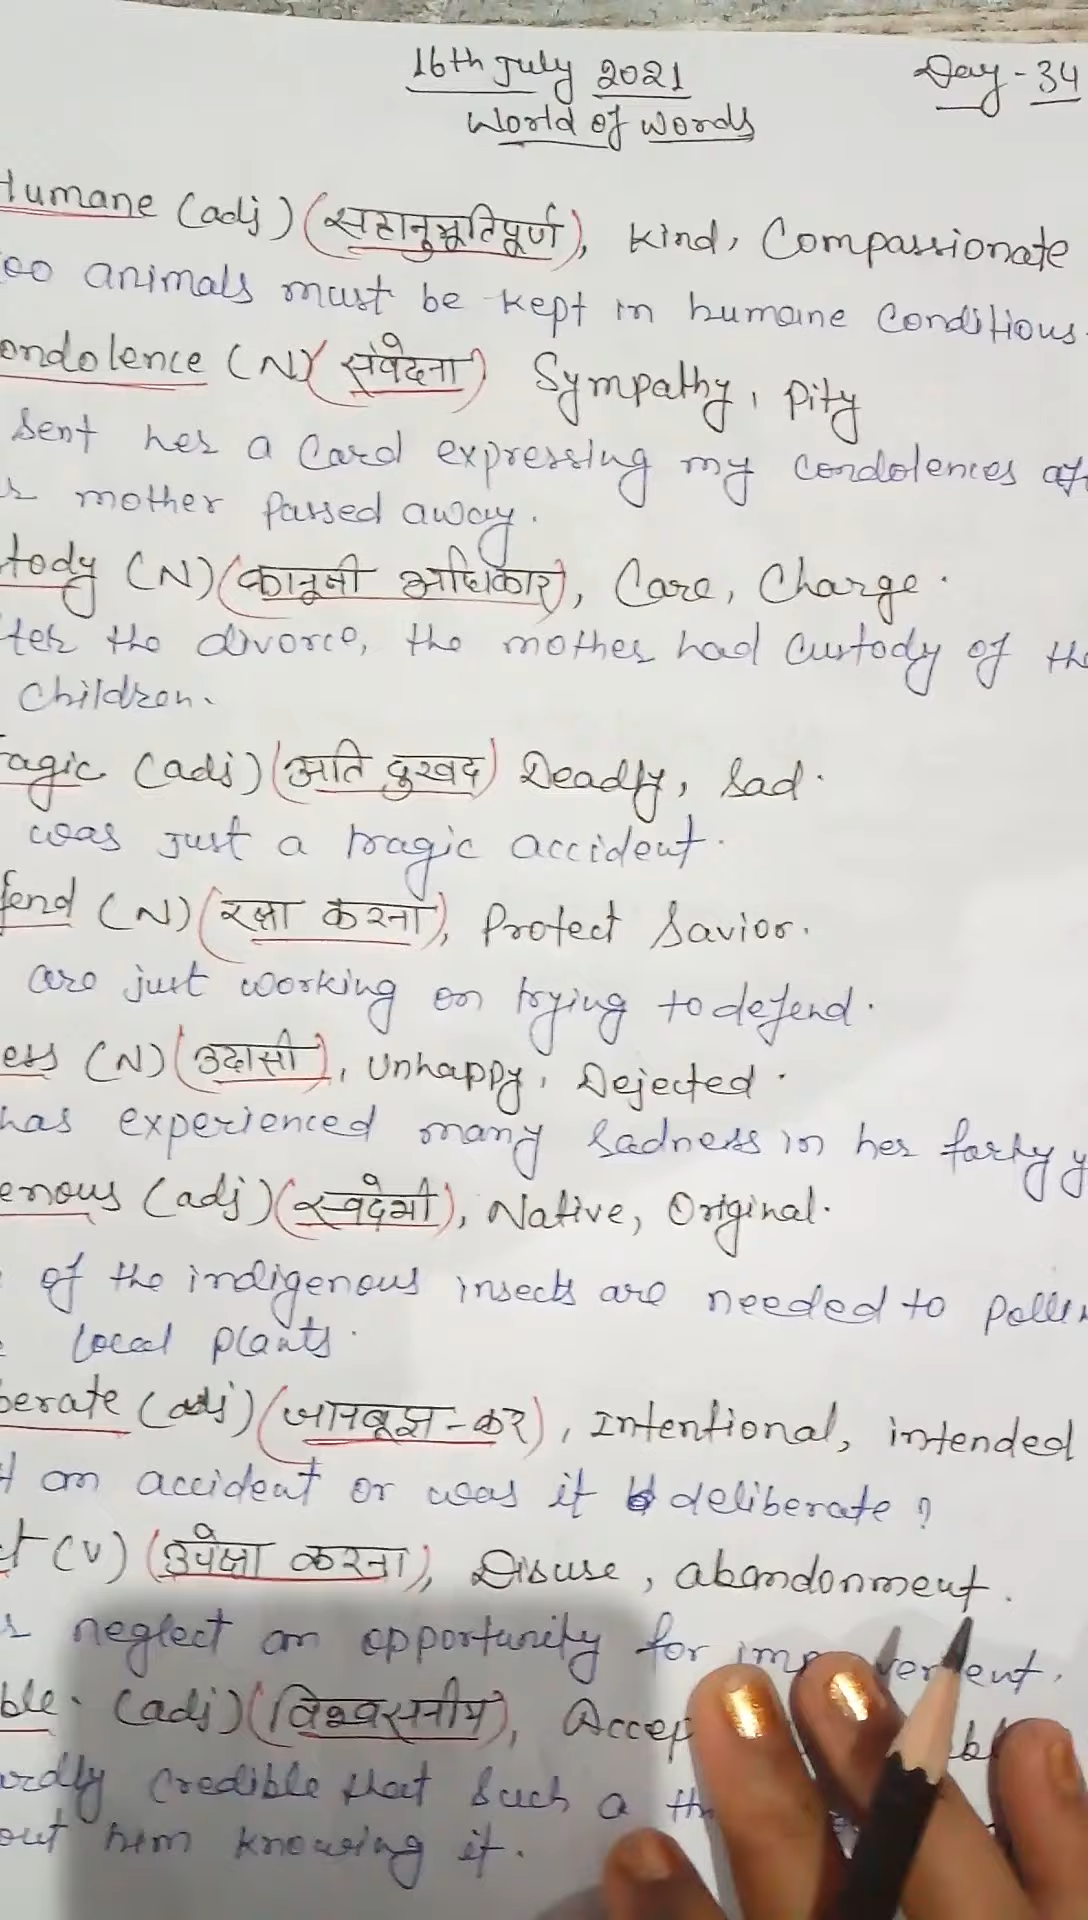 16th July 2021
Day - 34
World of words
Humane (adj) (सहानुभूतिपूर्ण), Kind, Compassionate
oo animals must be kept in humane Conditions.
ondolence (N) (संवेदना) Sympathy, Pity
sent her a Card expressing my condolences
mother Passed away.
tody (N) (कानूनी अधिकार), Care, Charge.
ter the divorce, the mother had Custody of the
Children.
agic (adj) (अति दुखद) Deadly, Sad.
was just a tragic accident.
fend (N) (रक्षा करना), Protect Savior.
are just working on trying to defend.
ess (N) (उदासी), Unhappy, Dejected.
has experienced many Sadness in her forty y
enous (adj) (स्वदेशी), Native, Original.
of the indigenous insects are needed to pollin
local plants.
berate (adj) (जानबूझ-कर), Intentional, intended
an accident or was it deliberate?
ct (V) (उपेक्षा करना), Disuse, abandonment.
neglect an opportunity for improvement.
ble. (adj) (विश्वसनीय), Accep
ardly Credible that Such a th
out him knowing it.